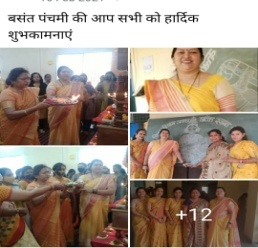 बसंत पंचमी की आप सभी को हार्दिक
शुभकामनाएं
+12